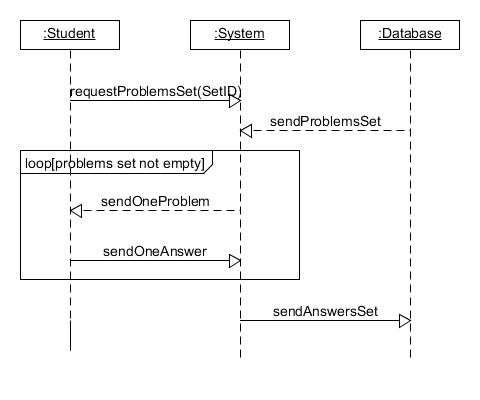 :Student
:System
:Database
requestProblemsSet(SetID)
sendProblemsSet
loop[problems set not empty]
sendOneProblem
sendOneAnswer
sendAnswersSet